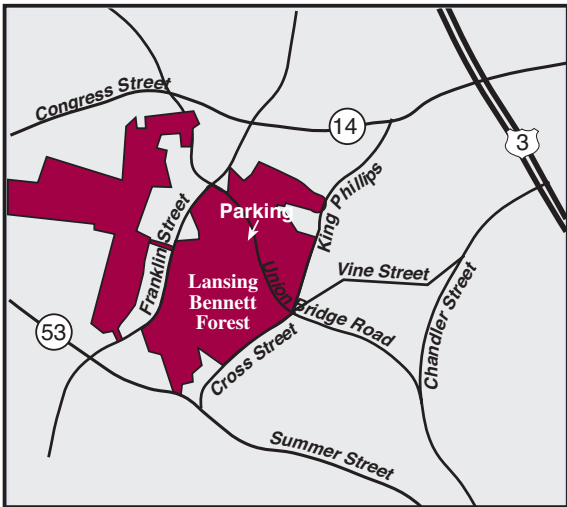 Congress Street
14
3
King Phillips
Parking
Franklin Street
Vine Street
Union Bridge Road
Lansing
Bennett
Forest
53
Chandler Street
Cross Street
Summer Street